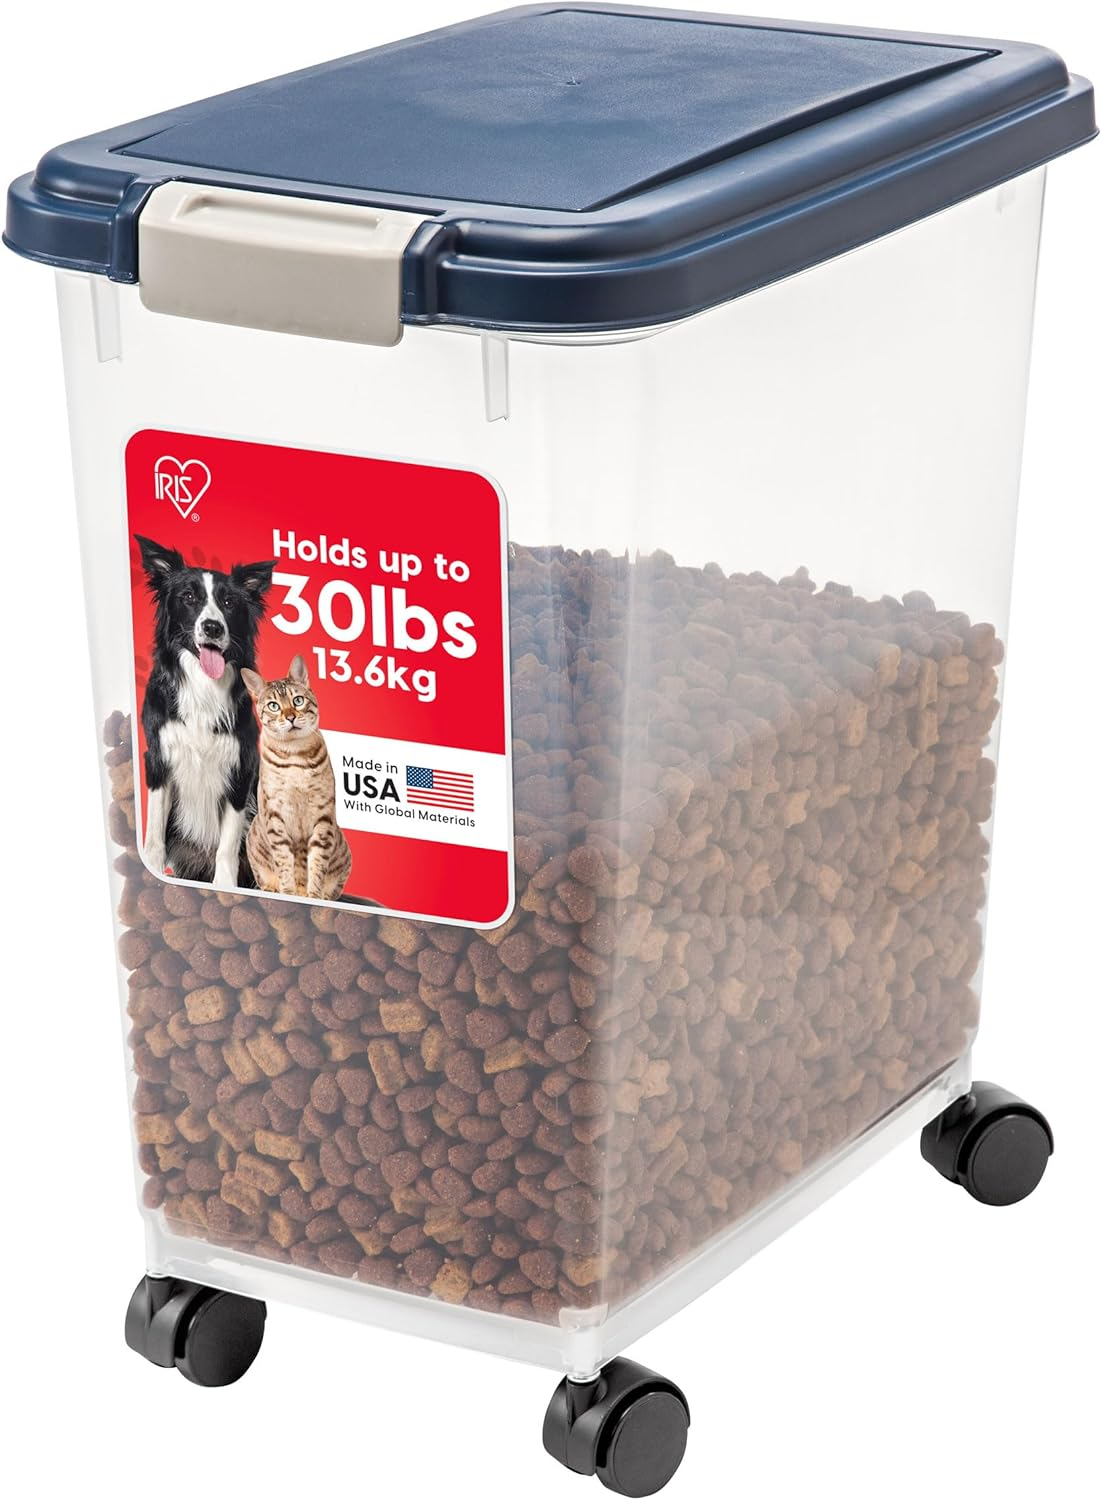 IRIS
®
Holds up to
30lbs
13.6kg
Made in
USA
With Global Materials